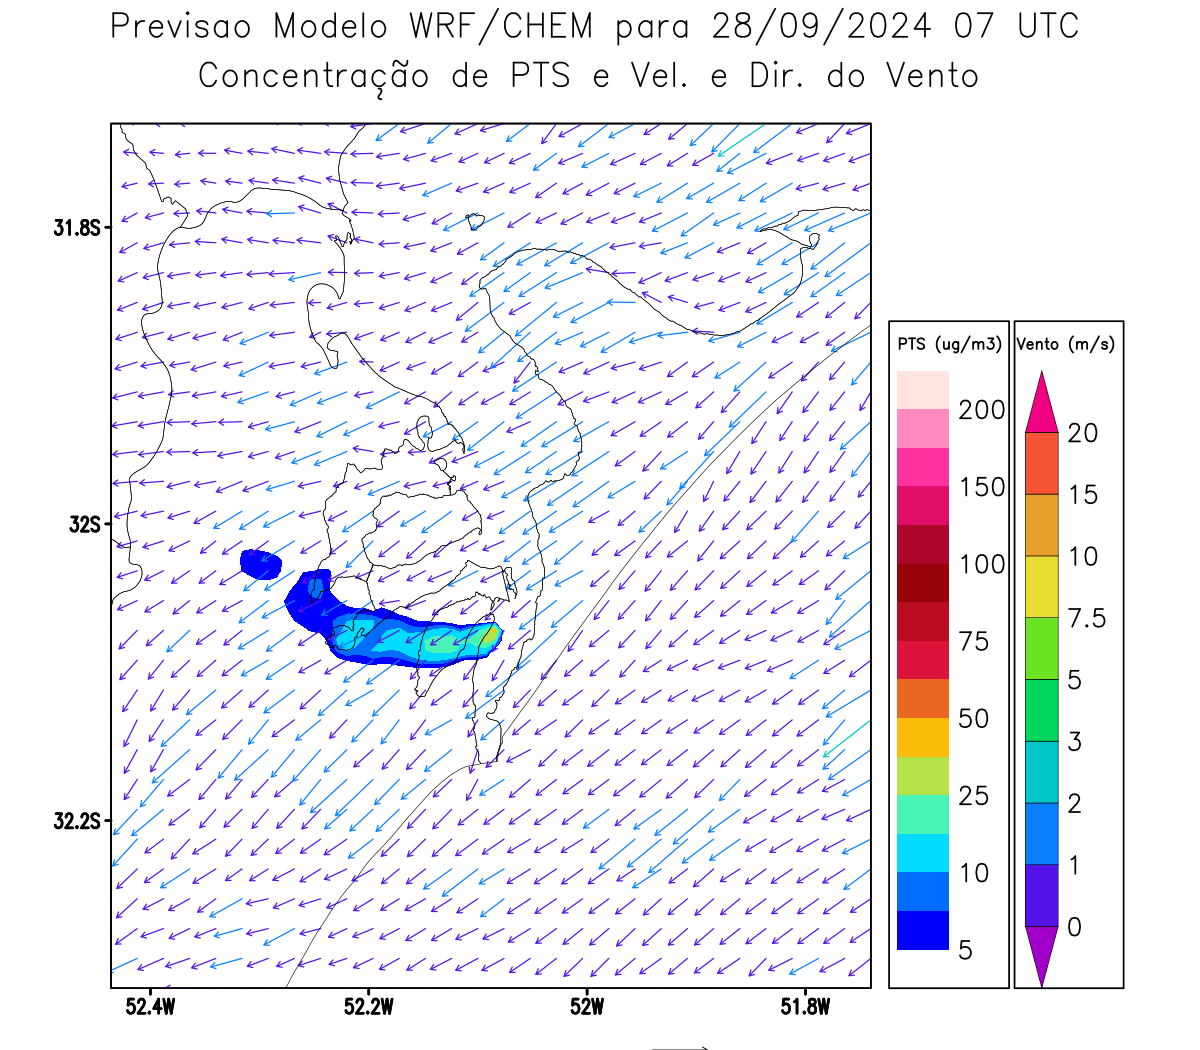 Previsao Modelo WRF/CHEM para 28/09/2024 07 UTC
Concentração de PTS e Vel. e Dir. do Vento
31.8S
32S
32.2S
52.4W 52.2W 52W 51.8W
PTS (ug/m3)
200
150
100
75
50
25
10
5
Vento (m/s)
20
15
10
7.5
5
3
2
1
0